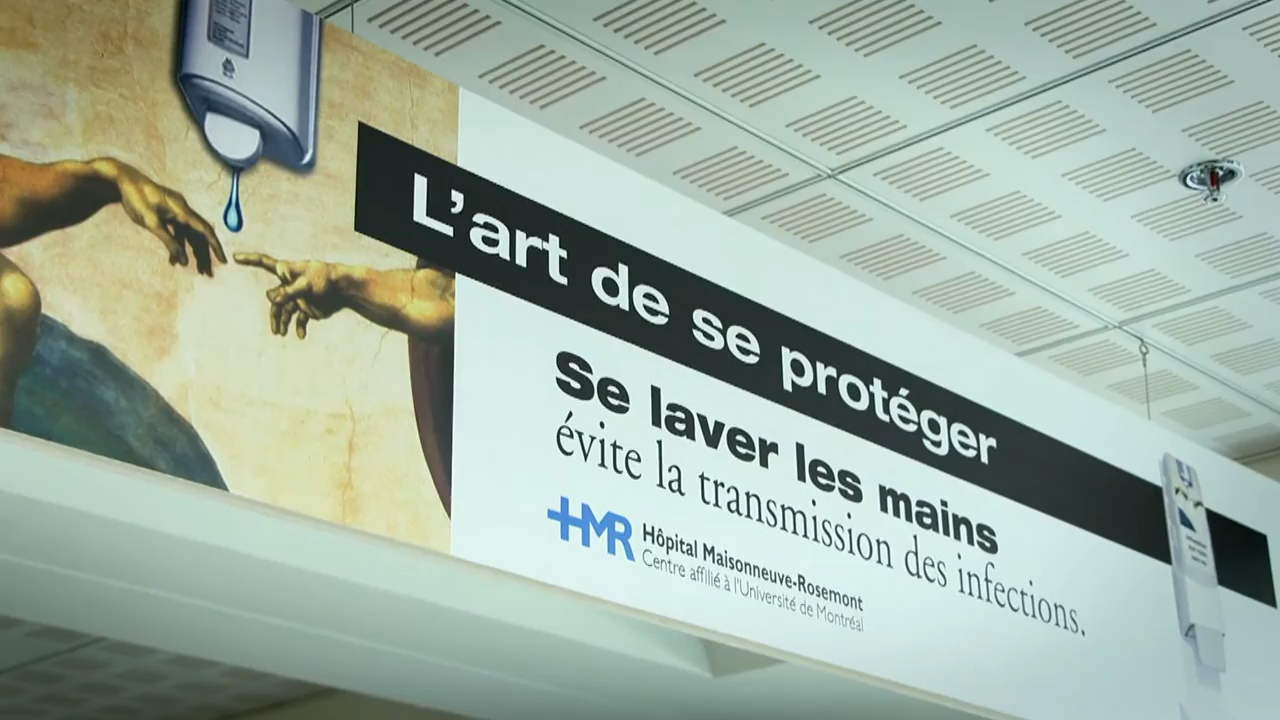 L'art de se protéger
Se laver les mains
évite la transmission des infections.
HMR
Hôpital Maisonneuve-Rosemont
Centre affilié à l'Université de Montréal